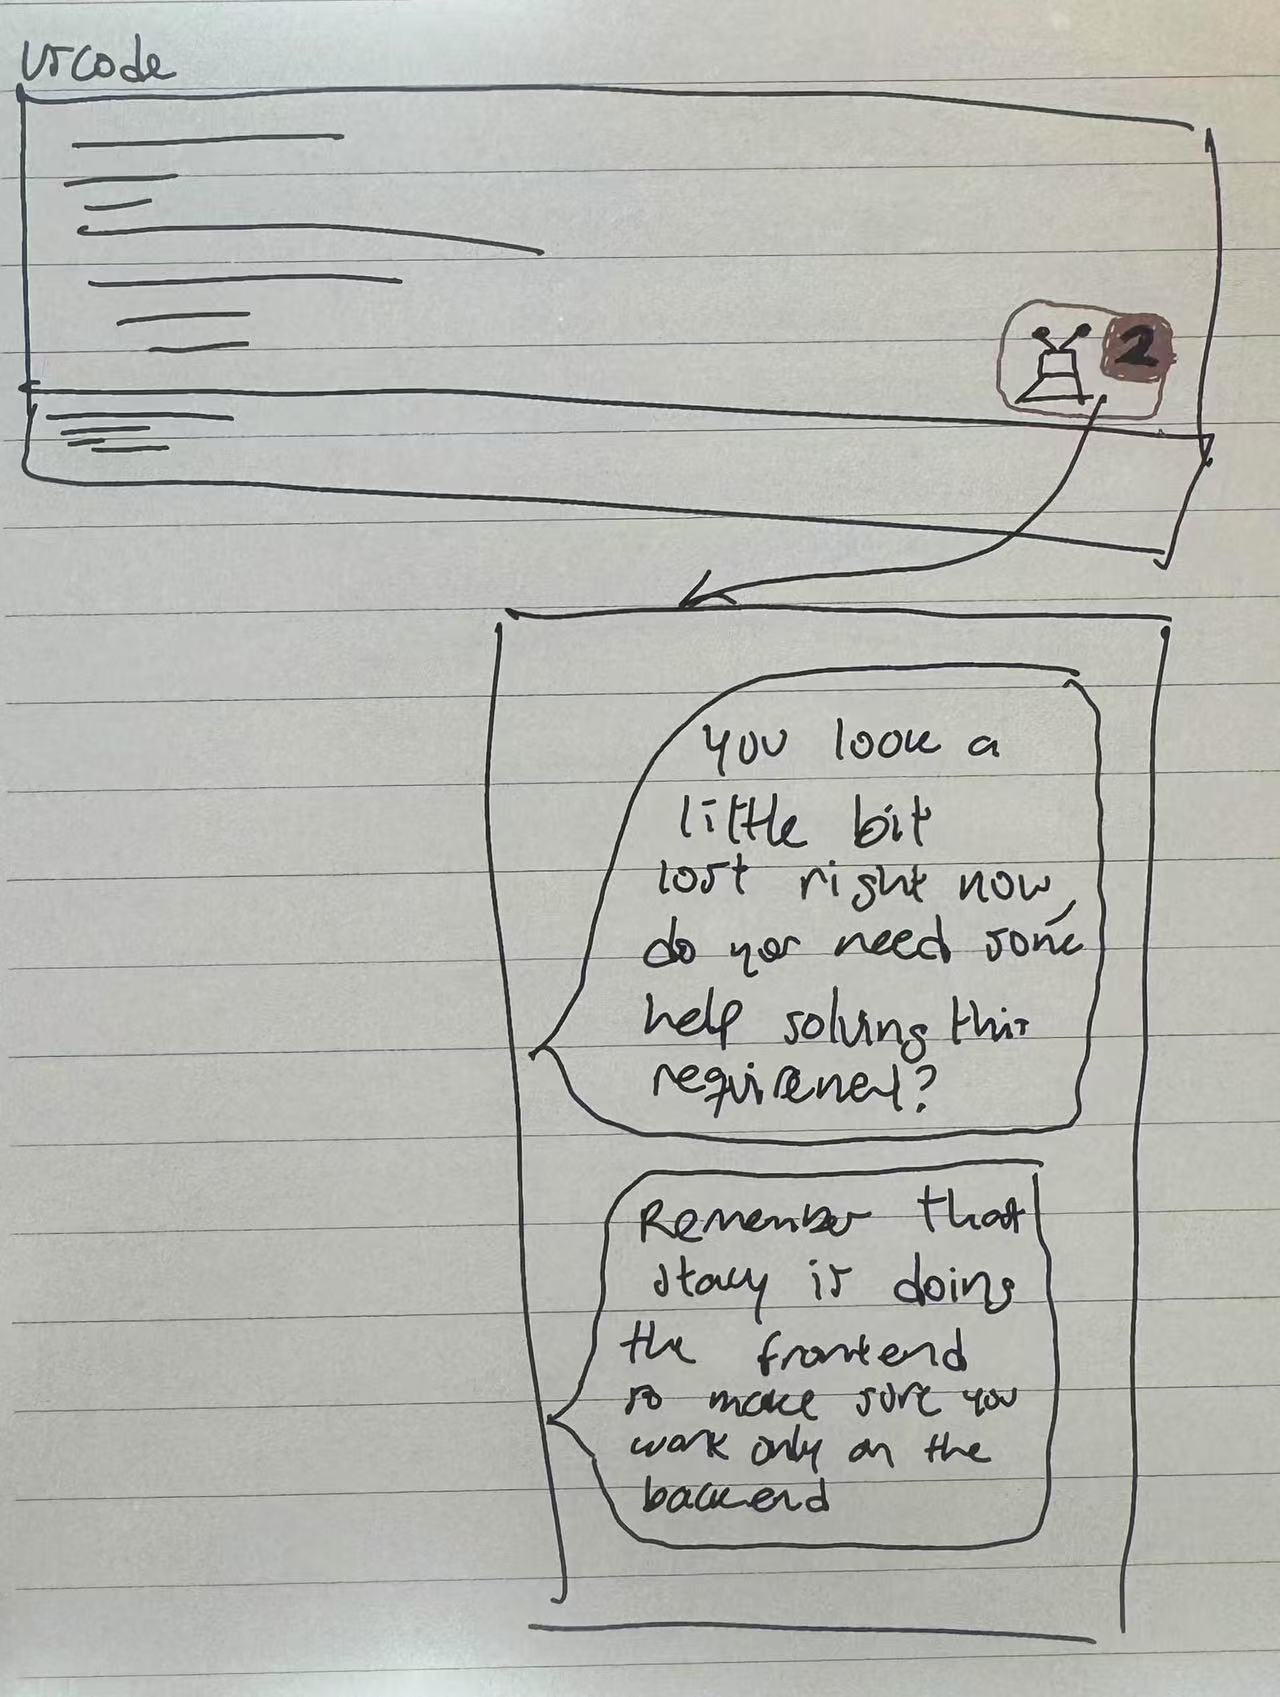 vscode
2
you look a
little bit
lost right now,
do you need some
help solving this
requirement?
Remember that
stacy is doing
the frontend
so make sure you
work only on the
backend